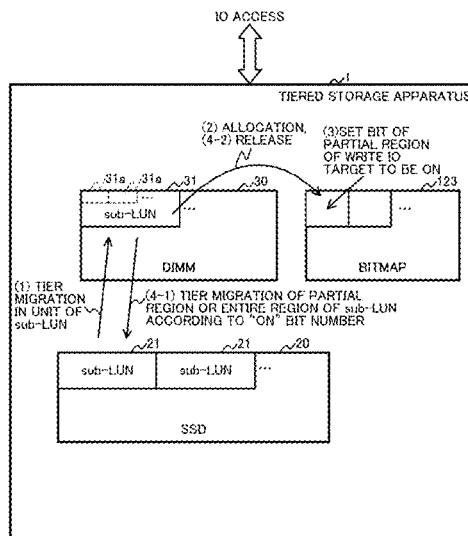 IO ACCESS
1
TIERED STORAGE APPARATUS
(2) ALLOCATION,
(4-2) RELEASE
(3)SET BIT OF
PARTIAL REGION
OF WRITE IO
TARGET TO BE ON
31a 31a 31 30
123
sub-LUN ...
...
DIMM
BITMAP
(1) TIER
MIGRATION
IN UNIT OF
sub-LUN
(4-1) TIER MIGRATION OF PARTIAL
REGION OR ENTIRE REGION OF sub-LUN
ACCORDING TO "ON" BIT NUMBER
21 21 20
sub-LUN sub-LUN ...
SSD